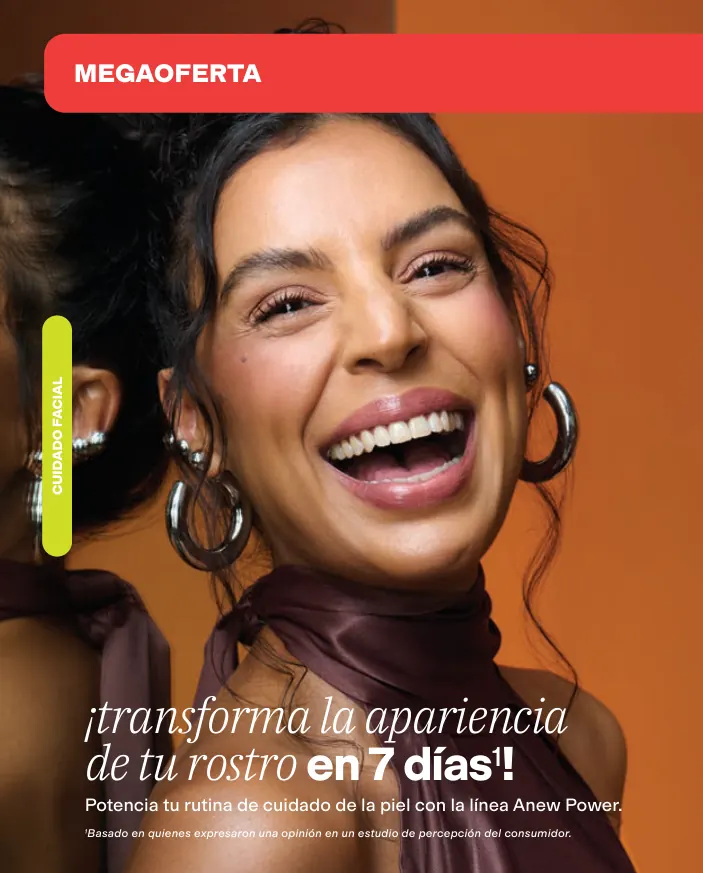 MEGAOFERTA
CUIDADO FACIAL
¡transforma la apariencia
de tu rostro en 7 días¹!
Potencia tu rutina de cuidado de la piel con la línea Anew Power.
¹Basado en quienes expresaron una opinión en un estudio de percepción del consumidor.